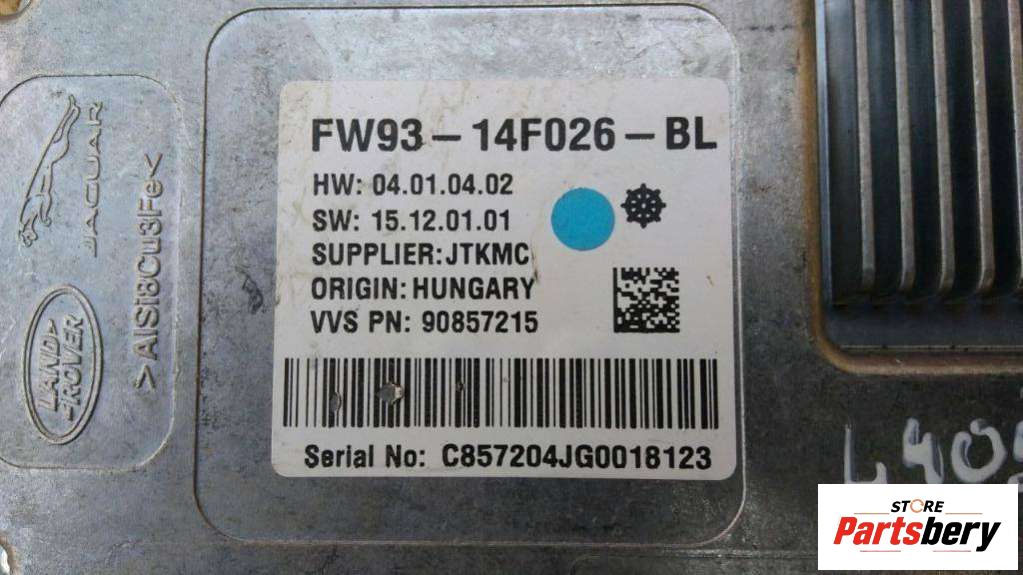 JAGUAR
LAND
ROVER
>AlSi8Cu3Fe<
FW93-14F026-BL
HW: 04.01.04.02
SW: 15.12.01.01
SUPPLIER:JTKMC
ORIGIN:HUNGARY
VVS PN: 90857215
Serial No: C857204JG0018123
STORE
Partsbery